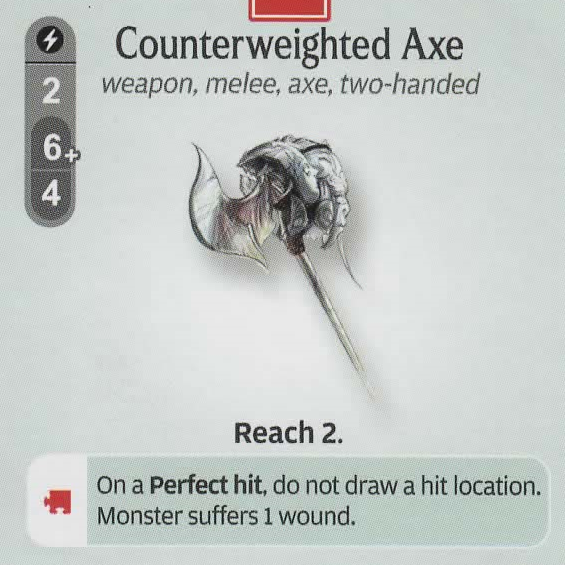 Counterweighted Axe
weapon, melee, axe, two-handed
2
6+
4
Reach 2.
On a Perfect hit, do not draw a hit location.
Monster suffers 1 wound.